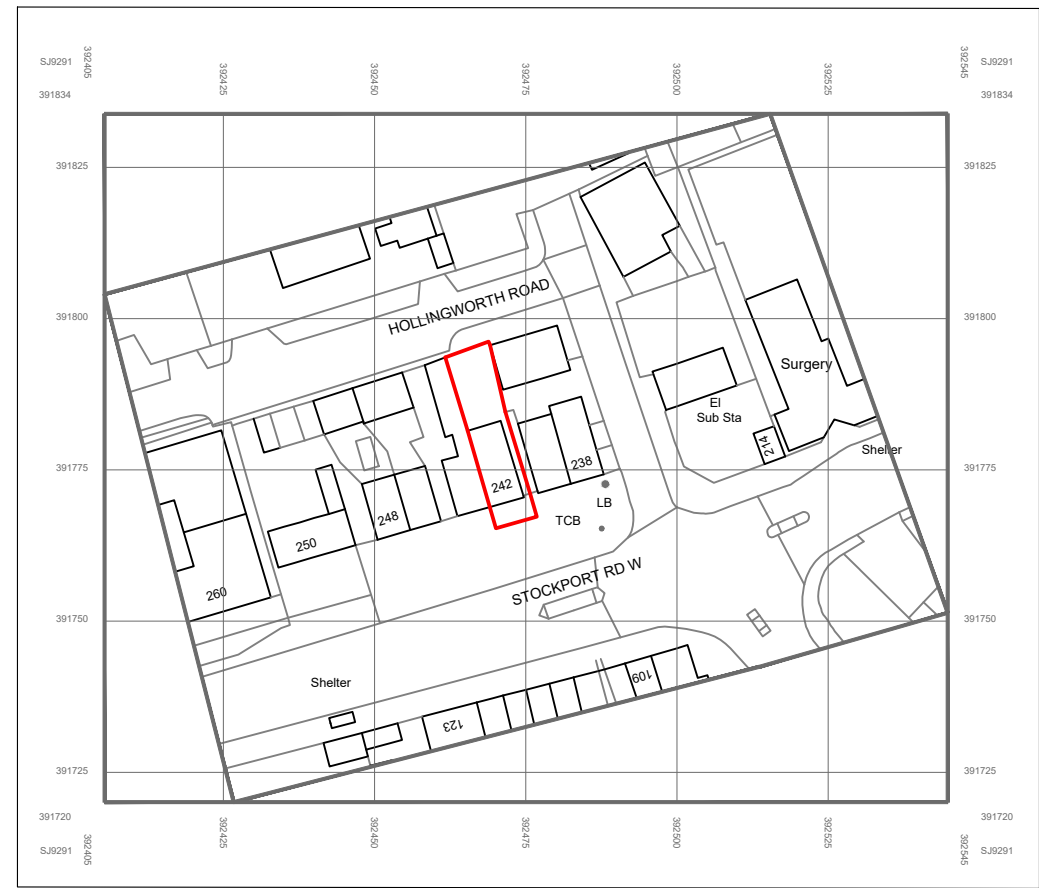 SJ9291
392405
392545
SJ9291
391834
392425
392450
392475
392500
392525
391834
391825
391825
HOLLINGWORTH ROAD
391800
391800
Surgery
El
Sub Sta
214
Shelter
391775
391775
238
242
LB
248
TCB
250
STOCKPORT RD W
260
391750
391750
Shelter
109
123
391725
391725
391720
391720
392405
392425
392450
392475
392500
392525
392545
SJ9291
SJ9291